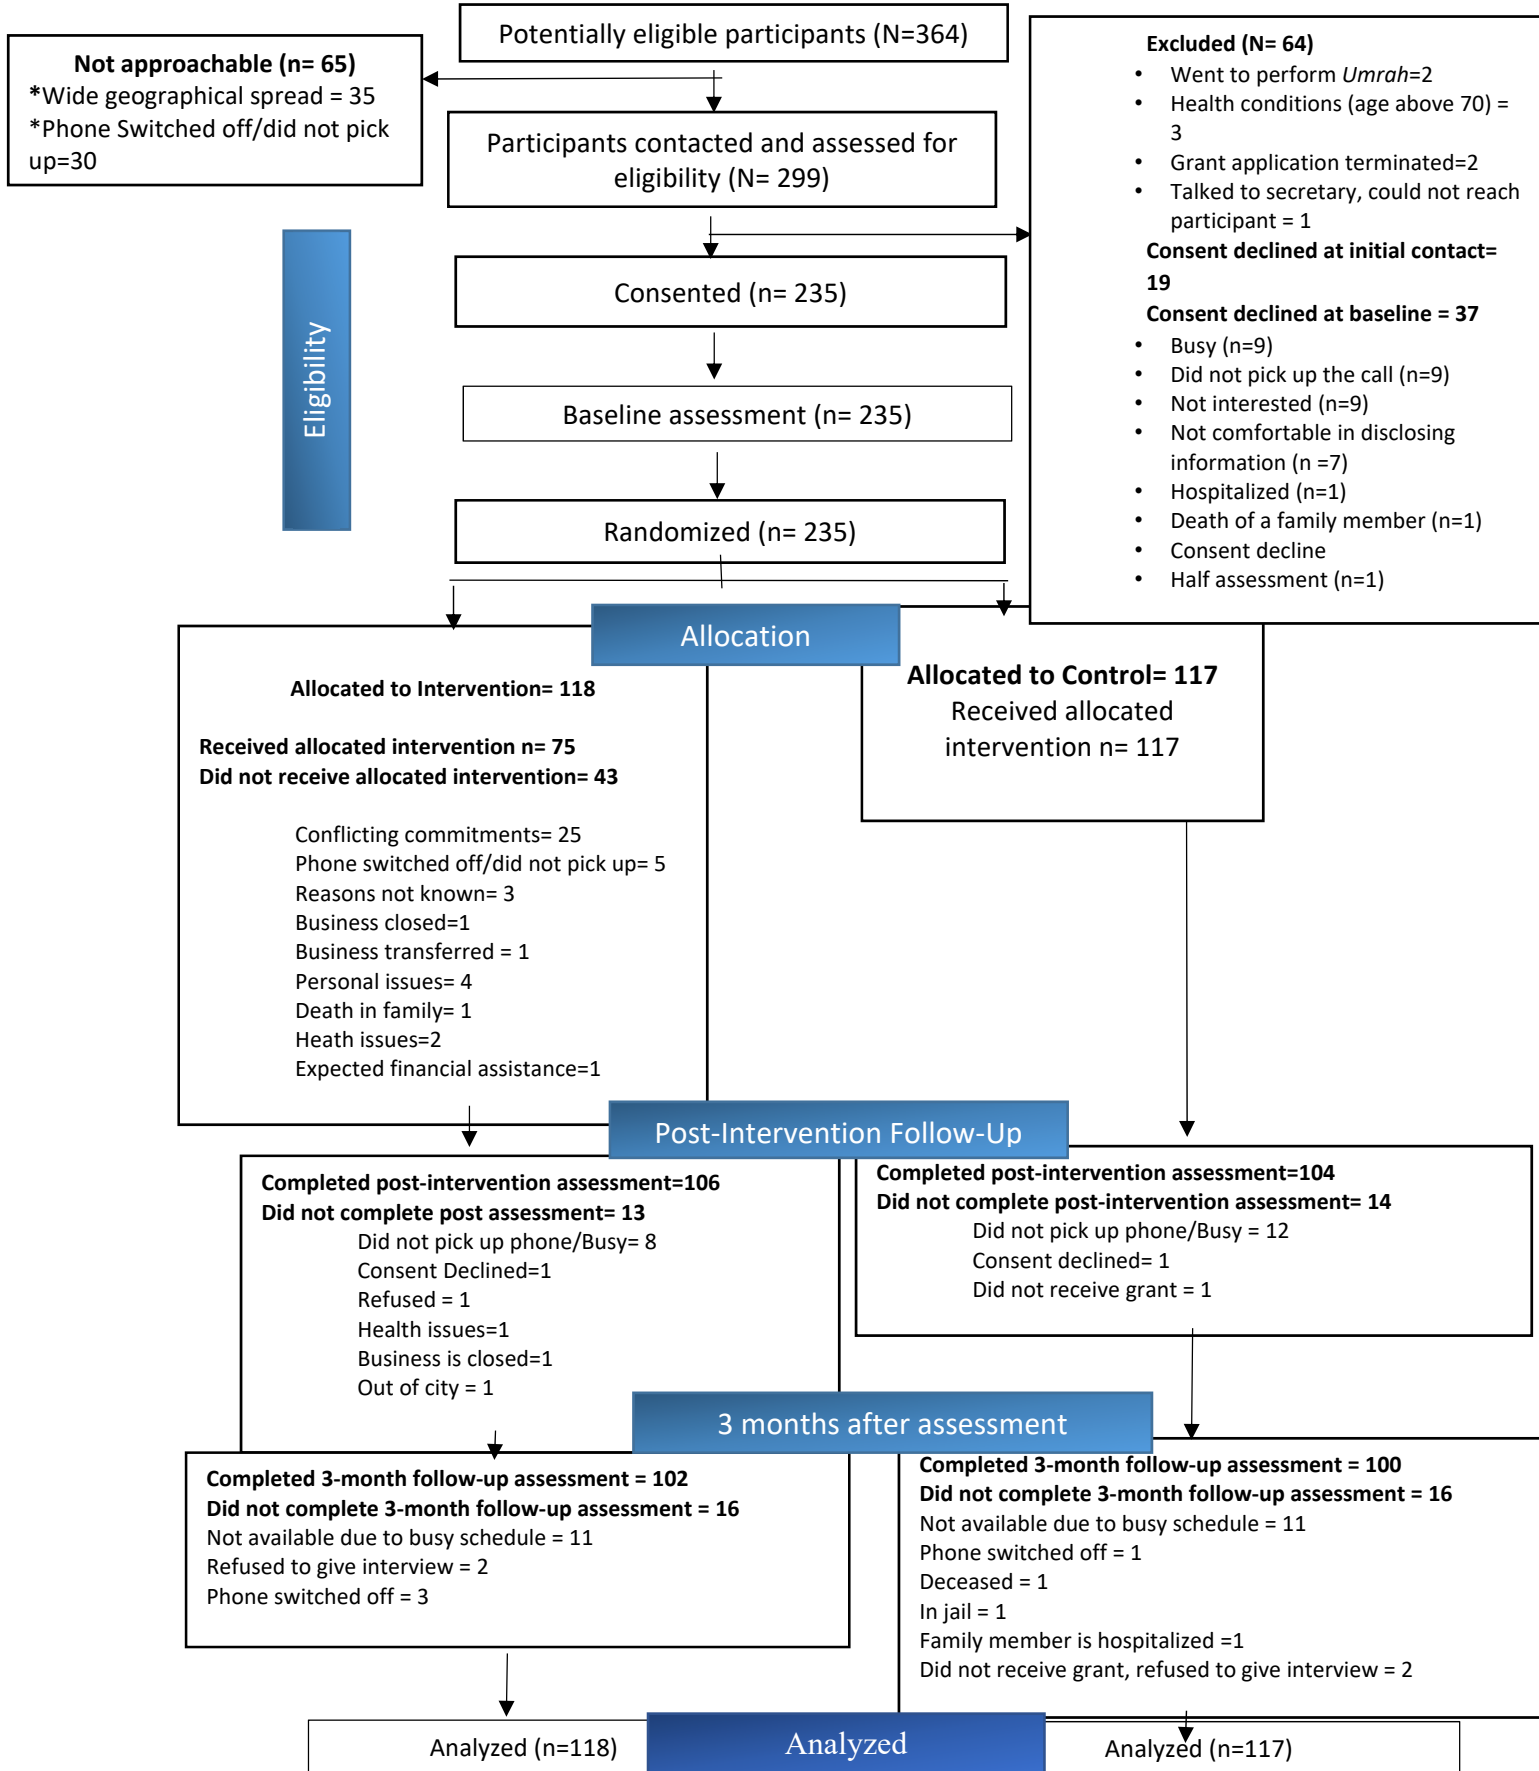 Potentially eligible participants (N=364)
Not approachable (n= 65)
*Wide geographical spread = 35
*Phone Switched off/did not pick
up=30
Participants contacted and assessed for
eligibility (N= 299)
Excluded (N= 64)
• Went to perform Umrah=2
• Health conditions (age above 70) =
3
• Grant application terminated=2
• Talked to secretary, could not reach
participant = 1
Consent declined at initial contact=
19
Consent declined at baseline = 37
• Busy (n=9)
• Did not pick up the call (n=9)
• Not interested (n=9)
• Not comfortable in disclosing
information (n =7)
• Hospitalized (n=1)
• Death of a family member (n=1)
• Consent decline
• Half assessment (n=1)
Eligibility
Consented (n= 235)
Baseline assessment (n= 235)
Randomized (n= 235)
Allocation
Allocated to Intervention= 118
Received allocated intervention n= 75
Did not receive allocated intervention= 43
Conflicting commitments= 25
Phone switched off/did not pick up= 5
Reasons not known= 3
Business closed=1
Business transferred = 1
Personal issues= 4
Death in family= 1
Heath issues=2
Expected financial assistance=1
Allocated to Control= 117
Received allocated
intervention n= 117
Post-Intervention Follow-Up
Completed post-intervention assessment=106
Did not complete post assessment= 13
Did not pick up phone/Busy= 8
Consent Declined=1
Refused = 1
Health issues=1
Business is closed=1
Out of city = 1
Completed post-intervention assessment=104
Did not complete post-intervention assessment= 14
Did not pick up phone/Busy = 12
Consent declined= 1
Did not receive grant = 1
3 months after assessment
Completed 3-month follow-up assessment = 102
Did not complete 3-month follow-up assessment = 16
Not available due to busy schedule = 11
Refused to give interview = 2
Phone switched off = 3
Completed 3-month follow-up assessment = 100
Did not complete 3-month follow-up assessment = 16
Not available due to busy schedule = 11
Phone switched off = 1
Deceased = 1
In jail = 1
Family member is hospitalized =1
Did not receive grant, refused to give interview = 2
Analyzed
Analyzed (n=118)
Analyzed (n=117)